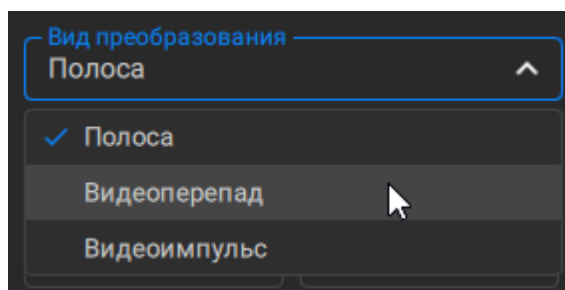 Вид преобразования
Полоса
Полоса
Видеоперепад
Видеоимпульс